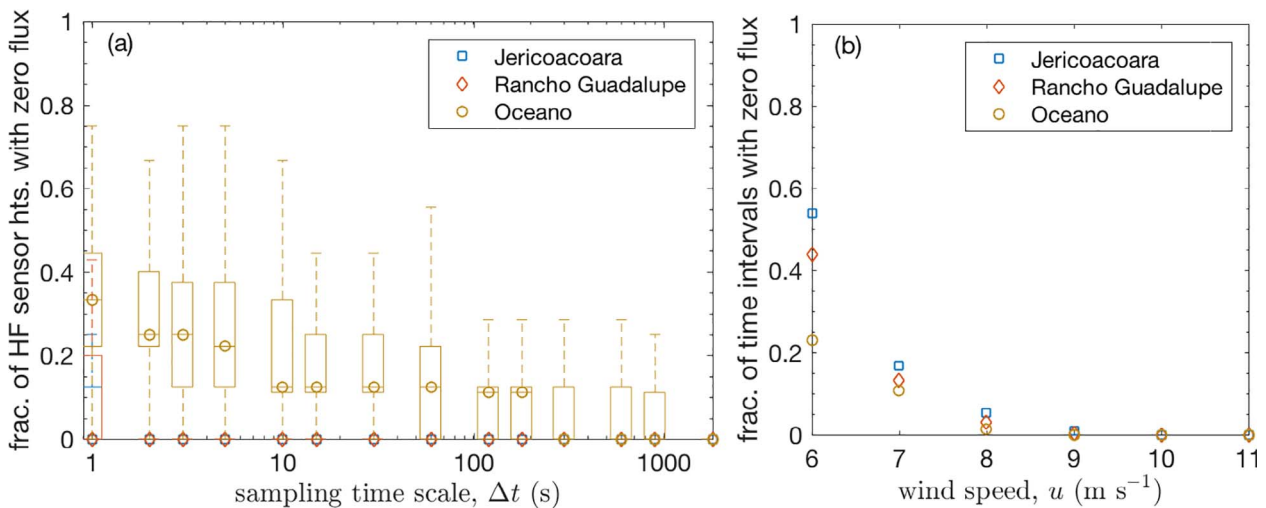 (a)
Jericoacoara
Rancho Guadalupe
Oceano
frac. of HF sensor hts. with zero flux
1
0.8
0.6
0.4
0.2
0
1 10 100 1000
sampling time scale, Δt (s)
(b)
Jericoacoara
Rancho Guadalupe
Oceano
frac. of time intervals with zero flux
1
0.8
0.6
0.4
0.2
0
6 7 8 9 10 11
wind speed, u (m s⁻¹)